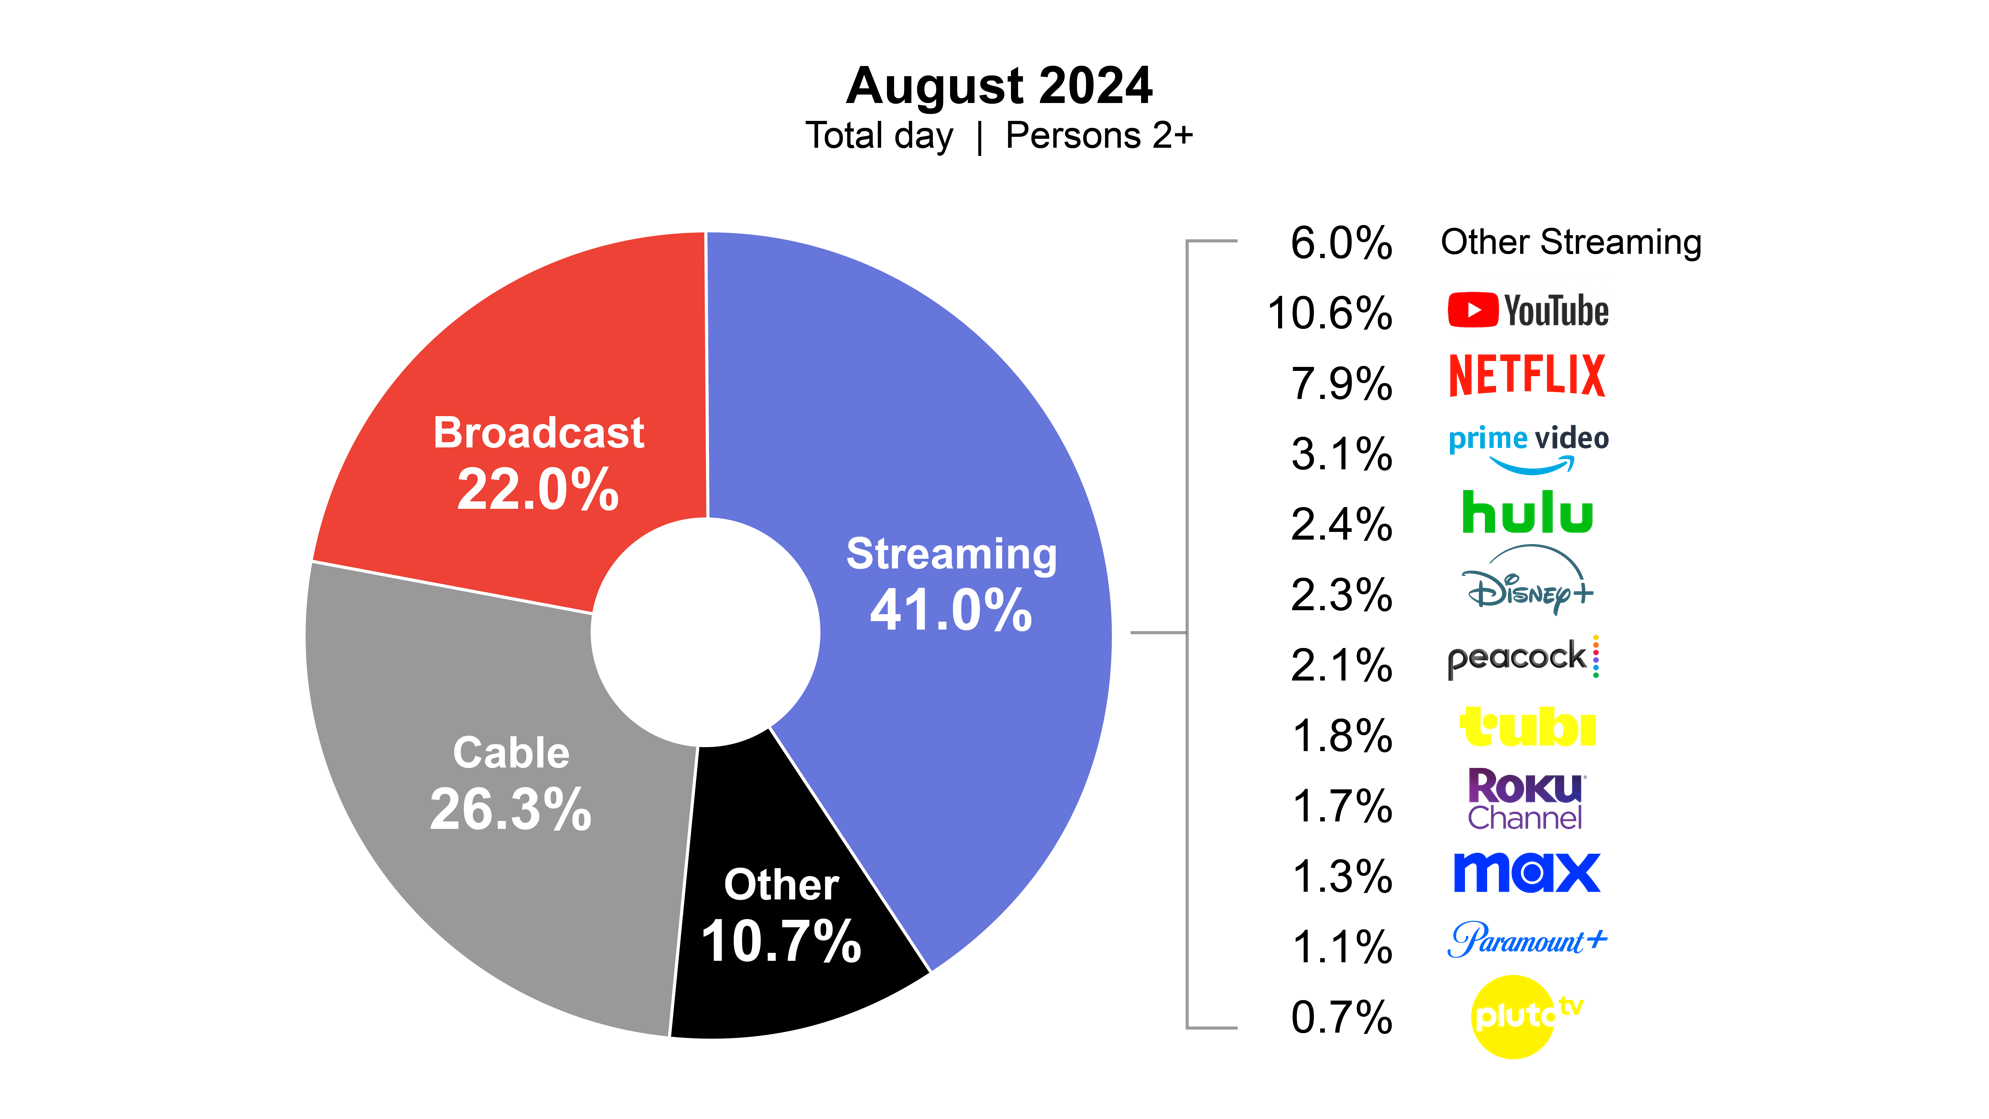 August 2024
Total day | Persons 2+
Broadcast
22.0%
Streaming
41.0%
Cable
26.3%
Other
10.7%
6.0% Other Streaming
10.6% YouTube
7.9% NETFLIX
3.1% prime video
2.4% hulu
2.3% Disney+
2.1% peacock
1.8% tubi
1.7% Roku
Channel
1.3% max
1.1% Paramount+
0.7% pluto tv